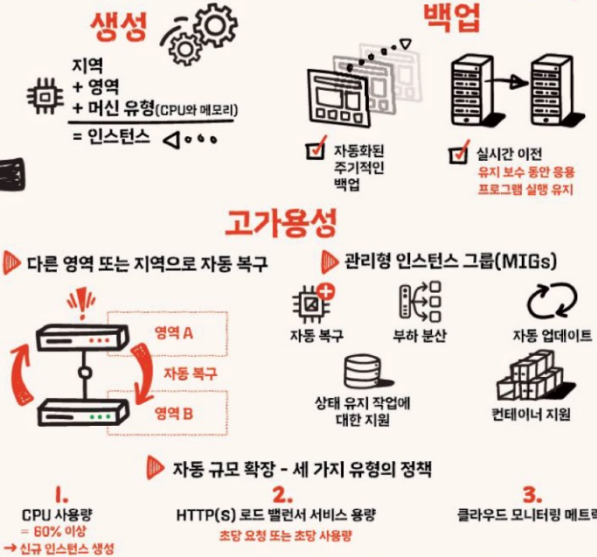 생성
지역
+ 영역
+ 머신 유형(CPU와 메모리)
= 인스턴스
백업
자동화된
주기적인
백업
실시간 이전
유지 보수 동안 응용
프로그램 실행 유지
고가용성
다른 영역 또는 지역으로 자동 복구
영역 A
자동 복구
영역 B
관리형 인스턴스 그룹(MIGs)
자동 복구
부하 분산
자동 업데이트
상태 유지 작업에
대한 지원
컨테이너 지원
자동 규모 확장 - 세 가지 유형의 정책
1.
CPU 사용량
= 60% 이상
→ 신규 인스턴스 생성
2.
HTTP(S) 로드 밸런서 서비스 용량
초당 요청 또는 초당 사용량
3.
클라우드 모니터링